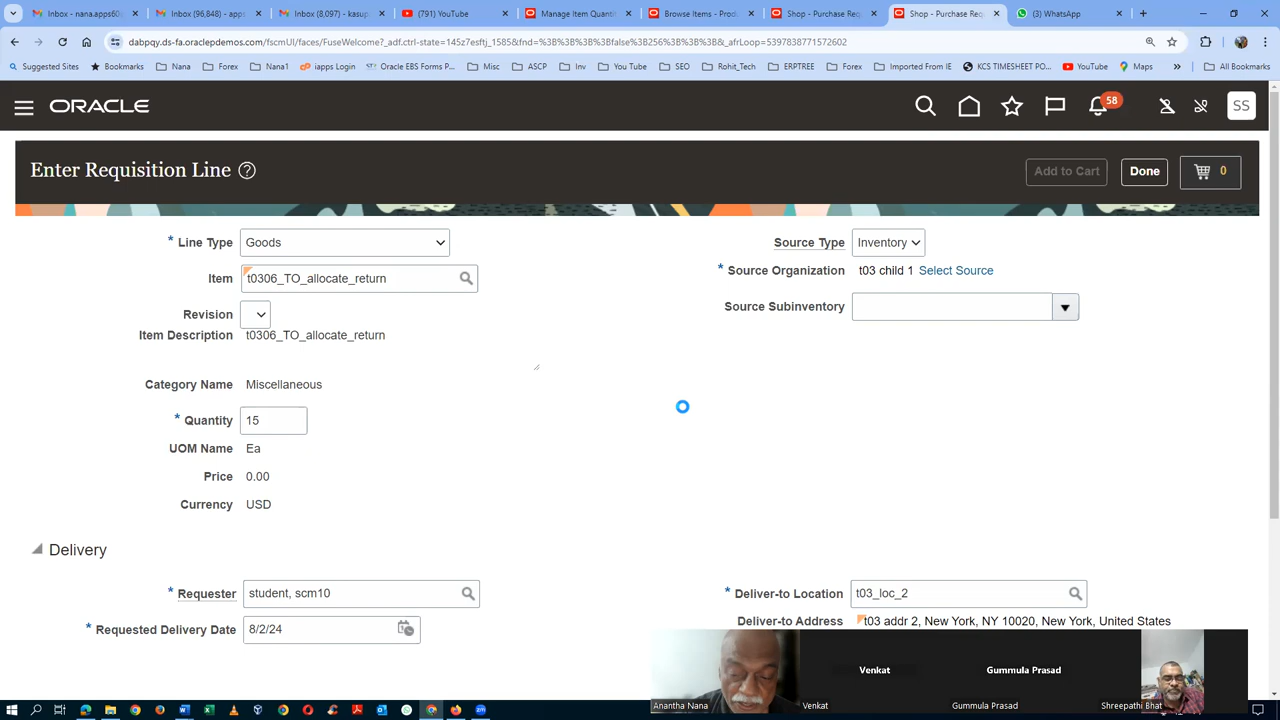 Inbox - nana.apps60
Inbox (96,848) - apps
Inbox (8,097) - kasup
(791) YouTube
Manage Item Quantit
Browse Items - Produ
Shop - Purchase Req
Shop - Purchase Req
(3) WhatsApp
dabpqy.ds-fa.oraclepdemos.com/fscmUI/faces/FuseWelcome?_adf.ctrl-state=145z7esftj_1585&fnd=%3B%3B%3B%3Bfalse%3B256%3B%3B%3B&_afrLoop=5397838771572602
Suggested Sites
Bookmarks
Nana
Forex
Nana1
iapps Login
Oracle EBS Forms P...
Misc
ASCP
Inv
You Tube
SEO
Rohit_Tech
ERPTREE
Forex
Imported From IE
KCS TIMESHEET PO...
YouTube
Maps
All Bookmarks
ORACLE
58
SS
Enter Requisition Line
Add to Cart
Done
0
* Line Type Goods
Source Type Inventory
Item t0306_TO_allocate_return
* Source Organization t03 child 1 Select Source
Revision
Source Subinventory
Item Description t0306_TO_allocate_return
Category Name Miscellaneous
* Quantity 15
UOM Name Ea
Price 0.00
Currency USD
Delivery
* Requester student, scm10
* Deliver-to Location t03_loc_2
* Requested Delivery Date 8/2/24
Deliver-to Address t03 addr 2, New York, NY 10020, New York, United States
Venkat
Gummula Prasad
Anantha Nana
Venkat
Gummula Prasad
Shreepathi Bhat